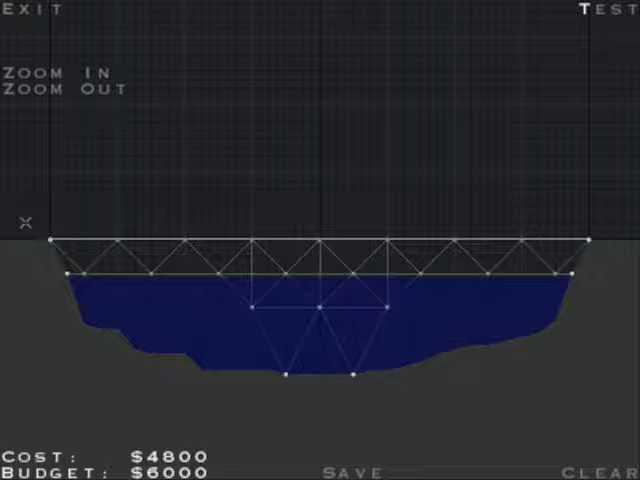 EXIT TEST
ZOOM IN
ZOOM OUT
COST: $4800
BUDGET: $6000 SAVE CLEAR